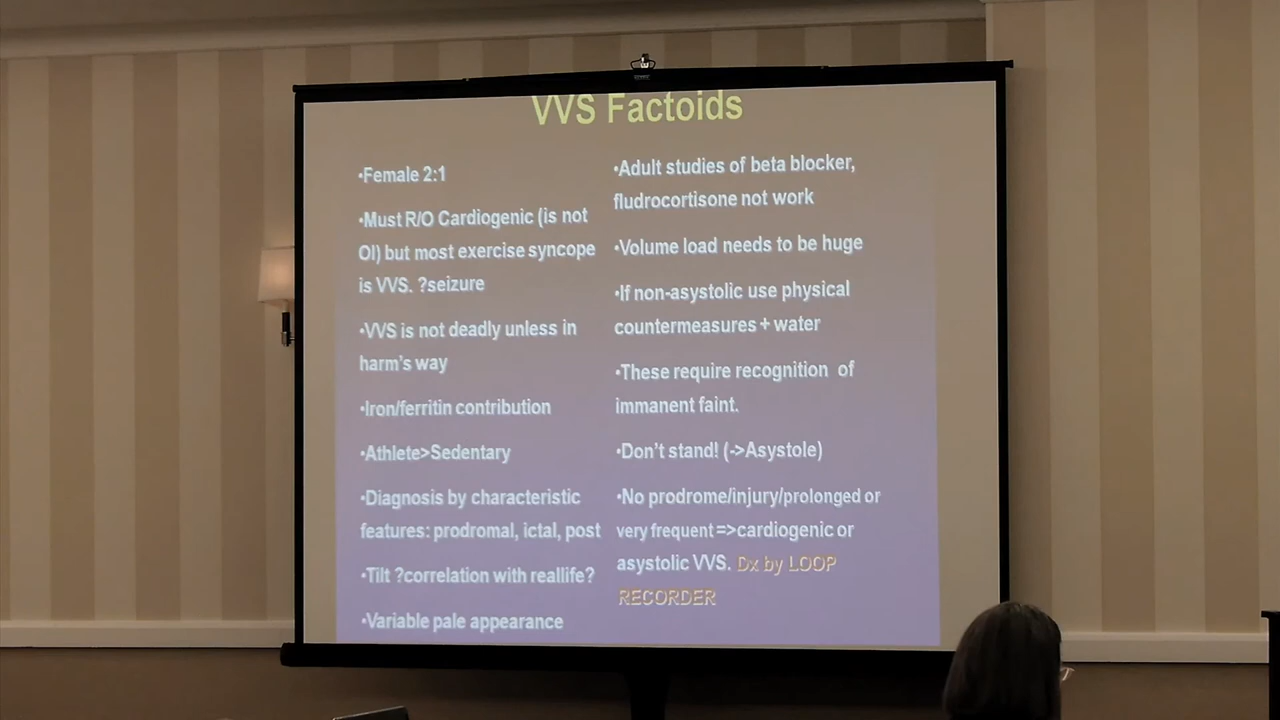 VVS Factoids
•Female 2:1
•Must R/O Cardiogenic (is not
OI) but most exercise syncope
is VVS. ?seizure
•VVS is not deadly unless in
harm's way
•Iron/ferritin contribution
•Athlete>Sedentary
•Diagnosis by characteristic
features: prodromal, ictal, post
•Tilt ?correlation with reallife?
•Variable pale appearance
•Adult studies of beta blocker,
fludrocortisone not work
•Volume load needs to be huge
•If non-asystolic use physical
countermeasures + water
•These require recognition of
immanent faint.
•Don't stand! (->Asystole)
•No prodrome/injury/prolonged or
very frequent =>cardiogenic or
asystolic VVS. Dx by LOOP
RECORDER